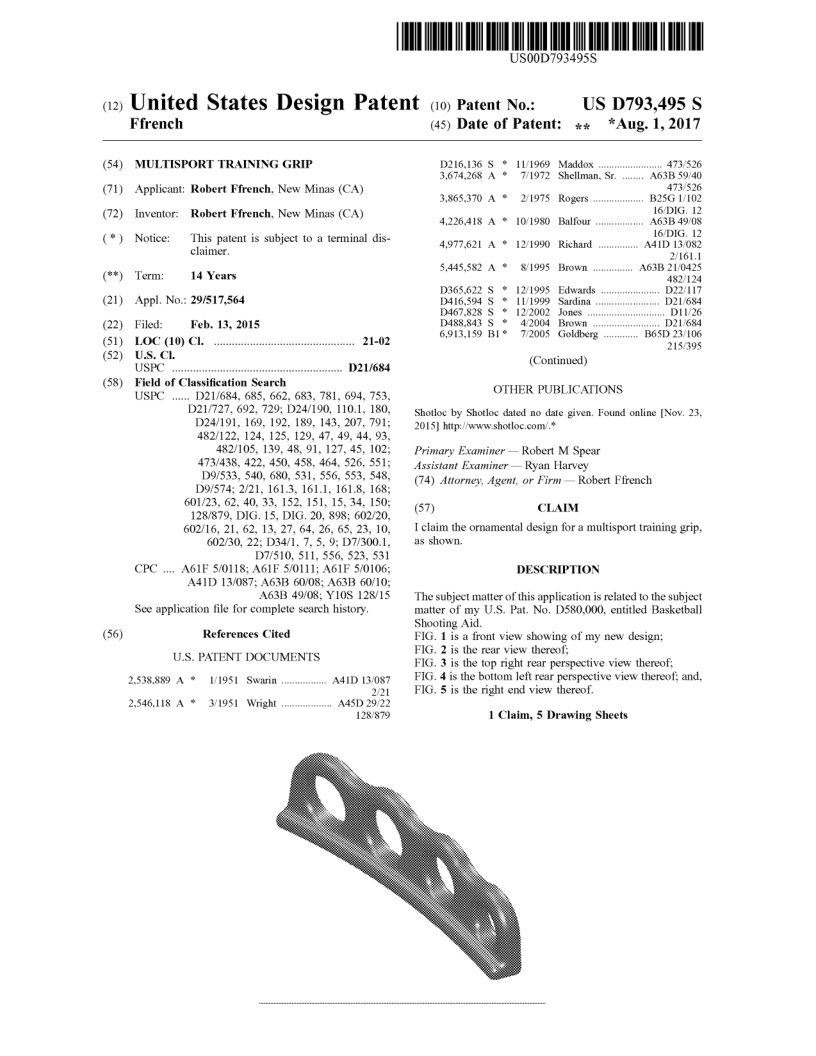 US00D793495S
(12) United States Design Patent (10) Patent No.: US D793,495 S
Ffrench (45) Date of Patent: ** *Aug. 1, 2017
(54) MULTISPORT TRAINING GRIP
(71) Applicant: Robert Ffrench, New Minas (CA)
(72) Inventor: Robert Ffrench, New Minas (CA)
( * ) Notice: This patent is subject to a terminal dis-
claimer.
(**) Term: 14 Years
(21) Appl. No.: 29/517,564
(22) Filed: Feb. 13, 2015
(51) LOC (10) Cl. ............................................... 21-02
(52) U.S. Cl.
USPC ......................................................... D21/684
(58) Field of Classification Search
USPC ...... D21/684, 685, 662, 683, 781, 694, 753,
D21/727, 692, 729; D24/190, 110.1, 180,
D24/191, 169, 192, 189, 143, 207, 791;
482/122, 124, 125, 129, 47, 49, 44, 93,
482/105, 139, 48, 91, 127, 45, 102;
473/438, 422, 450, 458, 464, 526, 551;
D9/533, 540, 680, 531, 556, 553, 548,
D9/574; 2/21, 161.3, 161.1, 161.8, 168;
601/23, 62, 40, 33, 152, 151, 15, 34, 150;
128/879, DIG. 15, DIG. 20, 898; 602/20,
602/16, 21, 62, 13, 27, 64, 26, 65, 23, 10,
602/30, 22; D34/1, 7, 5, 9; D7/300.1,
D7/510, 511, 556, 523, 531
CPC .... A61F 5/0118; A61F 5/0111; A61F 5/0106;
A41D 13/087; A63B 60/08; A63B 60/10;
A63B 49/08; Y10S 128/15
See application file for complete search history.
(56) References Cited
U.S. PATENT DOCUMENTS
2,538,889 A * 1/1951 Swarin ................ A41D 13/087
2/21
2,546,118 A * 3/1951 Wright .................. A45D 29/22
128/879
D216,136 S * 11/1969 Maddox ....................... 473/526
3,674,268 A * 7/1972 Shellman, Sr. ........ A63B 59/40
473/526
3,865,370 A * 2/1975 Rogers .................. B25G 1/102
16/DIG. 12
4,226,418 A * 10/1980 Balfour ................. A63B 49/08
16/DIG. 12
4,977,621 A * 12/1990 Richard .............. A41D 13/082
2/161.1
5,445,582 A * 8/1995 Brown .............. A63B 21/0425
482/124
D365,622 S * 12/1995 Edwards ..................... D22/117
D416,594 S * 11/1999 Sardina ....................... D21/684
D467,828 S * 12/2002 Jones ............................ D11/26
D488,843 S * 4/2004 Brown ........................ D21/684
6,913,159 B1 * 7/2005 Goldberg ............ B65D 23/106
215/395
(Continued)
OTHER PUBLICATIONS
Shotloc by Shotloc dated no date given. Found online [Nov. 23,
2015] http://www.shotloc.com/.*
Primary Examiner — Robert M Spear
Assistant Examiner — Ryan Harvey
(74) Attorney, Agent, or Firm — Robert Ffrench
(57) CLAIM
I claim the ornamental design for a multisport training grip,
as shown.
DESCRIPTION
The subject matter of this application is related to the subject
matter of my U.S. Pat. No. D580,000, entitled Basketball
Shooting Aid.
FIG. 1 is a front view showing of my new design;
FIG. 2 is the rear view thereof;
FIG. 3 is the top right rear perspective view thereof;
FIG. 4 is the bottom left rear perspective view thereof; and,
FIG. 5 is the right end view thereof.
1 Claim, 5 Drawing Sheets